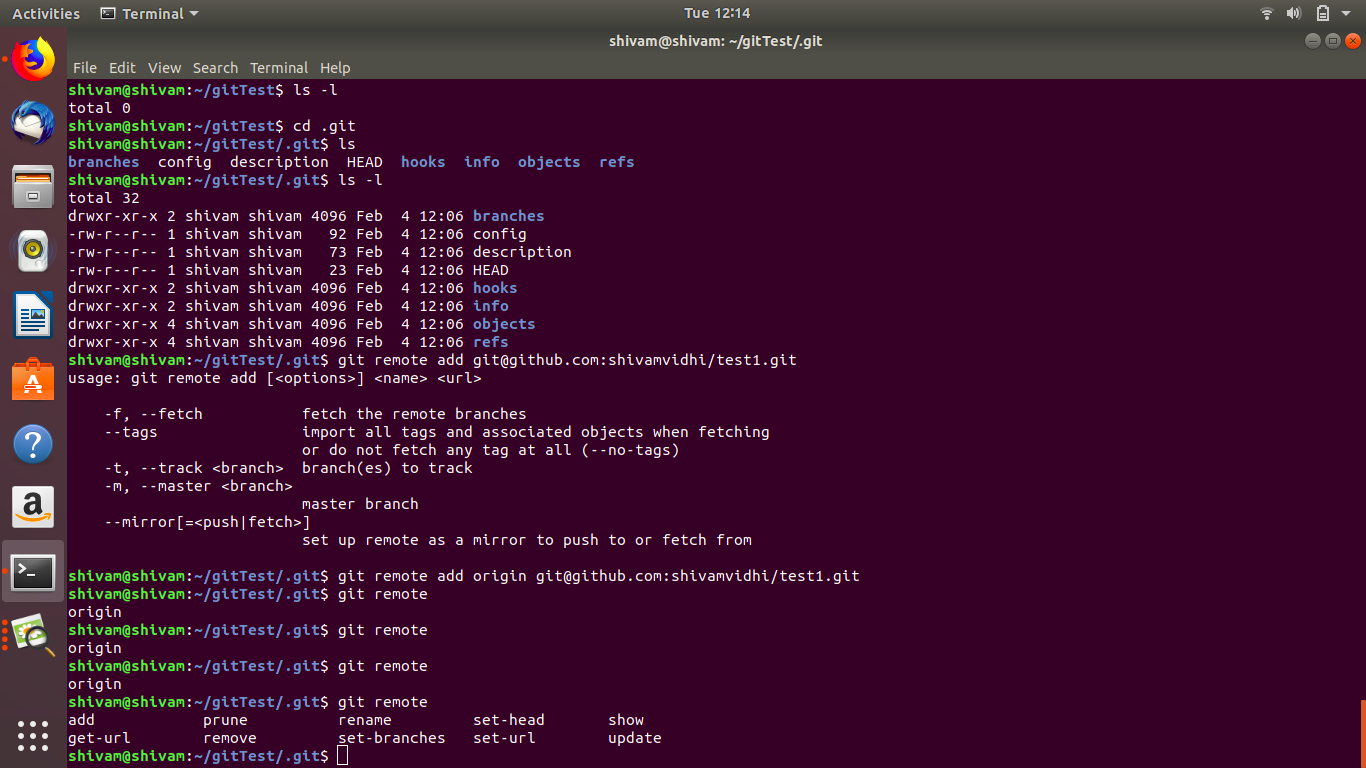 Activities Terminal Tue 12:14
shivam@shivam: ~/gitTest/.git
File Edit View Search Terminal Help
shivam@shivam:~/gitTest$ ls -l
total 0
shivam@shivam:~/gitTest$ cd .git
shivam@shivam:~/gitTest/.git$ ls
branches  config  description  HEAD  hooks  info  objects  refs
shivam@shivam:~/gitTest/.git$ ls -l
total 32
drwxr-xr-x 2 shivam shivam 4096 Feb  4 12:06 branches
-rw-r--r-- 1 shivam shivam   92 Feb  4 12:06 config
-rw-r--r-- 1 shivam shivam   73 Feb  4 12:06 description
-rw-r--r-- 1 shivam shivam   23 Feb  4 12:06 HEAD
drwxr-xr-x 2 shivam shivam 4096 Feb  4 12:06 hooks
drwxr-xr-x 2 shivam shivam 4096 Feb  4 12:06 info
drwxr-xr-x 4 shivam shivam 4096 Feb  4 12:06 objects
drwxr-xr-x 4 shivam shivam 4096 Feb  4 12:06 refs
shivam@shivam:~/gitTest/.git$ git remote add git@github.com:shivamvidhi/test1.git
usage: git remote add [<options>] <name> <url>
    -f, --fetch           fetch the remote branches
    --tags                import all tags and associated objects when fetching
                          or do not fetch any tag at all (--no-tags)
    -t, --track <branch>  branch(es) to track
    -m, --master <branch>
                          master branch
    --mirror[=<push|fetch>]
                          set up remote as a mirror to push to or fetch from
shivam@shivam:~/gitTest/.git$ git remote add origin git@github.com:shivamvidhi/test1.git
shivam@shivam:~/gitTest/.git$ git remote
origin
shivam@shivam:~/gitTest/.git$ git remote
origin
shivam@shivam:~/gitTest/.git$ git remote
origin
shivam@shivam:~/gitTest/.git$ git remote
add            prune          rename         set-head       show
get-url        remove         set-branches   set-url        update
shivam@shivam:~/gitTest/.git$